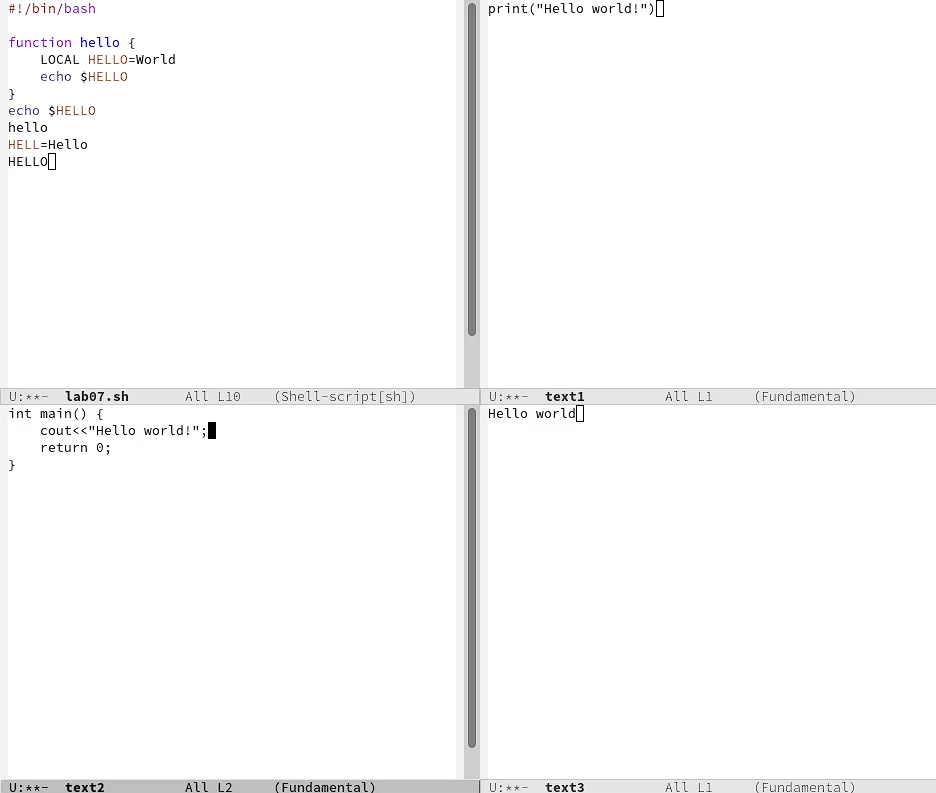 #!/bin/bash

function hello {
    LOCAL HELLO=World
    echo $HELLO
}
echo $HELLO
hello
HELL=Hello
HELLO
U:**-  lab07.sh       All L10    (Shell-script[sh])
print("Hello world!")
U:**-  text1          All L1     (Fundamental)
int main() {
    cout<<"Hello world!";
    return 0;
}
U:**-  text2          All L2     (Fundamental)
Hello world
U:**-  text3          All L1     (Fundamental)